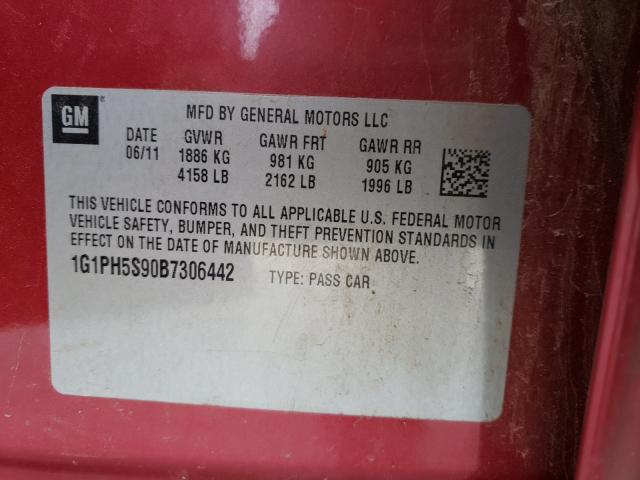 GM
MFD BY GENERAL MOTORS LLC
DATE GVWR GAWR FRT GAWR RR
06/11 1886 KG 981 KG 905 KG
4158 LB 2162 LB 1996 LB
THIS VEHICLE CONFORMS TO ALL APPLICABLE U.S. FEDERAL MOTOR
VEHICLE SAFETY, BUMPER, AND THEFT PREVENTION STANDARDS IN
EFFECT ON THE DATE OF MANUFACTURE SHOWN ABOVE.
1G1PH5S90B7306442 TYPE: PASS CAR